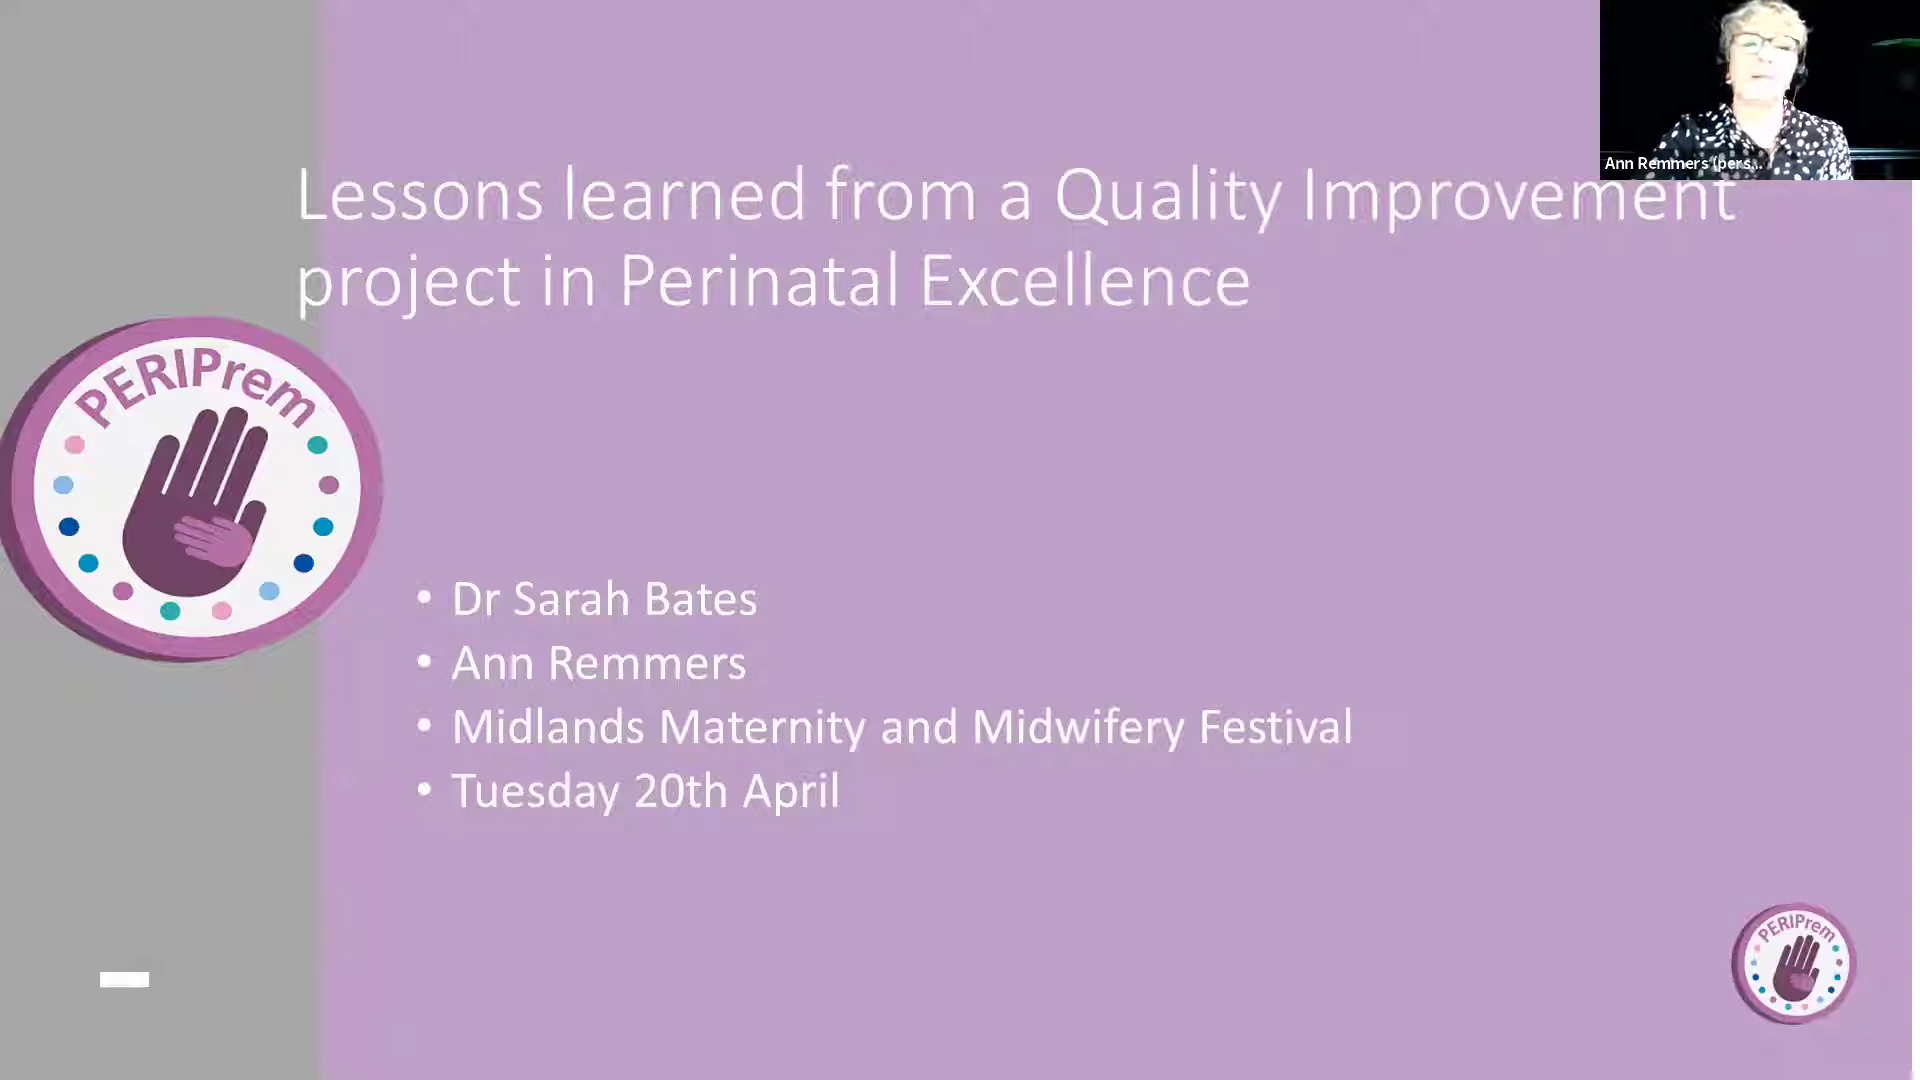 Ann Remmers (pers...
Lessons learned from a Quality Improvement
project in Perinatal Excellence
PERIPrem
• Dr Sarah Bates
• Ann Remmers
• Midlands Maternity and Midwifery Festival
• Tuesday 20th April
PERIPrem